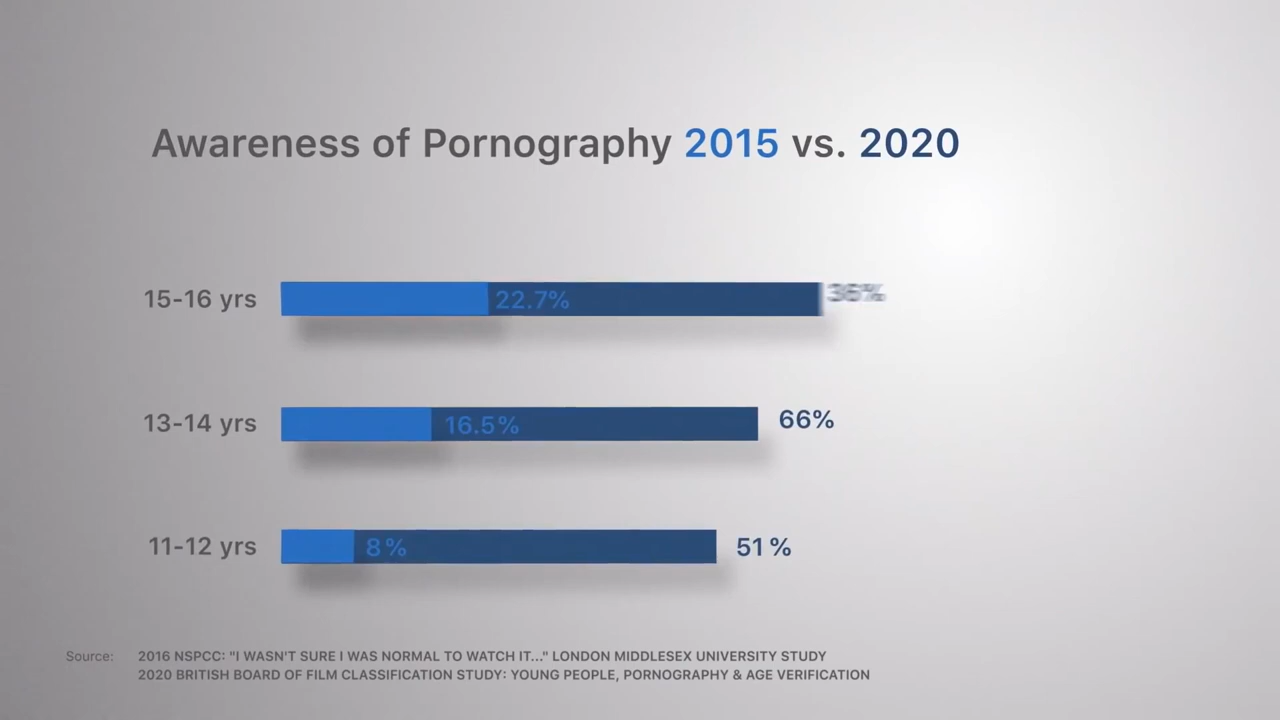 Awareness of Pornography 2015 vs. 2020
15-16 yrs 22.7%
13-14 yrs 16.5% 66%
11-12 yrs 8% 51%
Source: 2016 NSPCC: "I WASN'T SURE I WAS NORMAL TO WATCH IT..." LONDON MIDDLESEX UNIVERSITY STUDY
2020 BRITISH BOARD OF FILM CLASSIFICATION STUDY: YOUNG PEOPLE, PORNOGRAPHY & AGE VERIFICATION